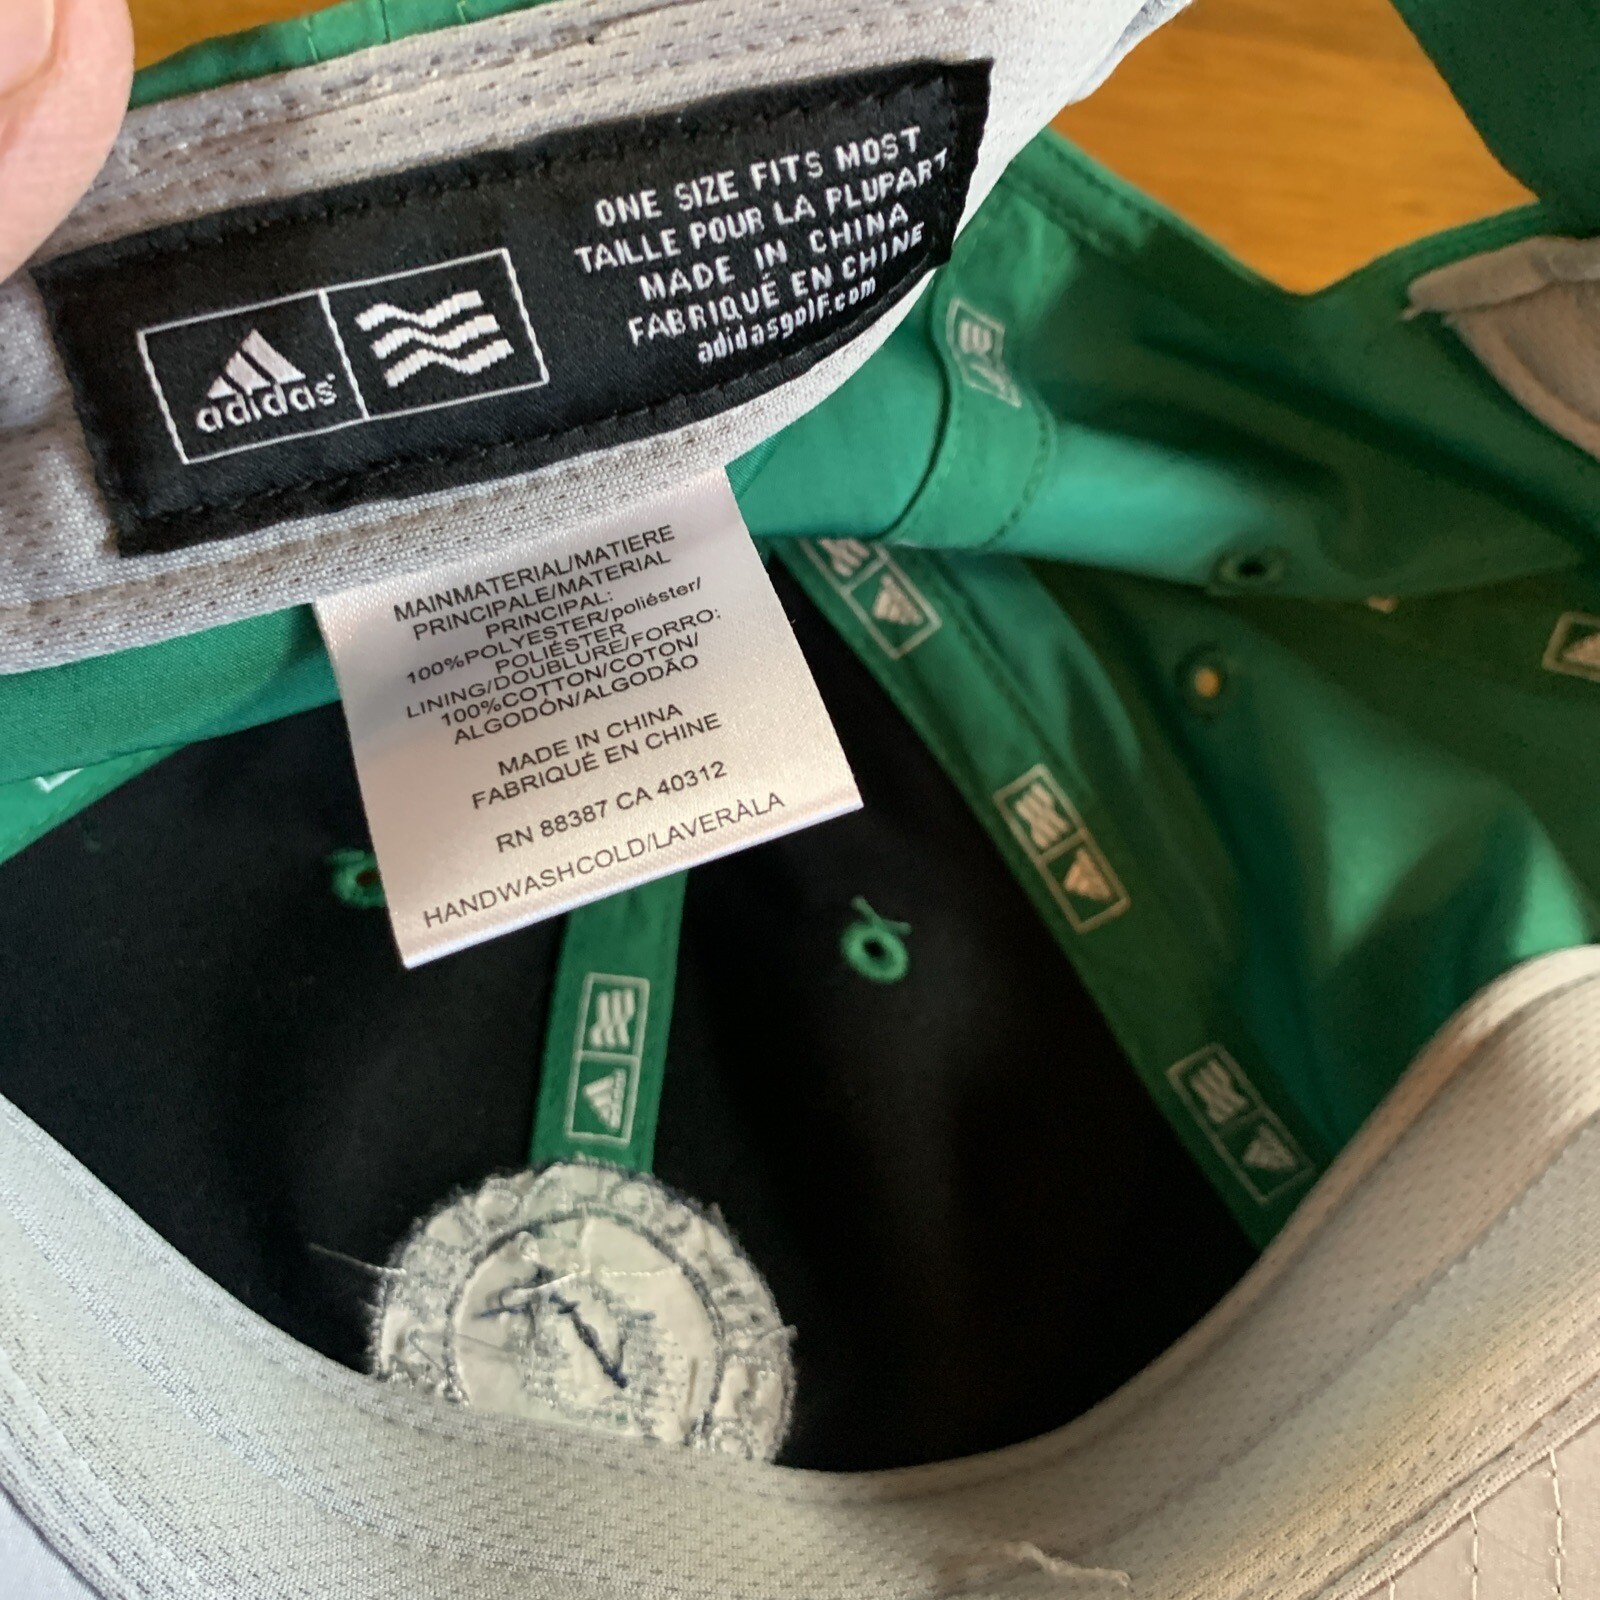 ONE SIZE FITS MOST
TAILLE POUR LA PLUPART
MADE IN CHINA
FABRIQUÉ EN CHINE
adidasgolf.com
adidas
MAINMATERIAL/MATIERE
PRINCIPALE/MATERIAL
PRINCIPAL:
100%POLYESTER/poliéster/
POLIÉSTER
LINING/DOUBLURE/FORRO:
100%COTTON/COTON/
ALGODÓN/ALGODÃO
MADE IN CHINA
FABRIQUÉ EN CHINE
RN 88387 CA 40312
HANDWASHCOLD/LAVERÀLA